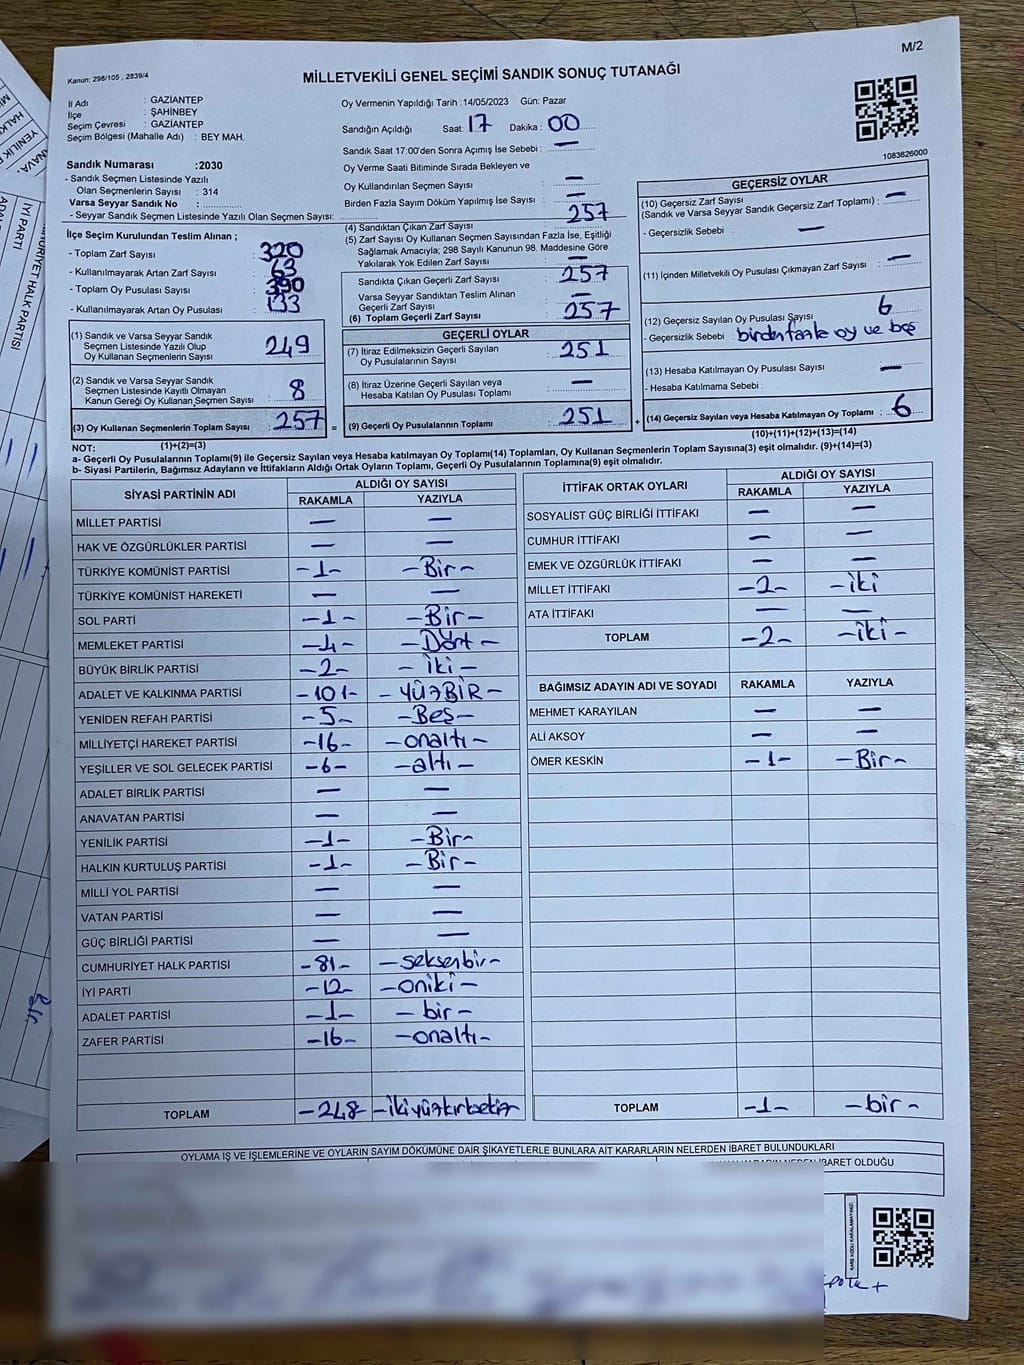 M/2
Kanun: 298/105 , 2839/4
MİLLETVEKİLİ GENEL SEÇİMİ SANDIK SONUÇ TUTANAĞI
İl Adı : GAZİANTEP
İlçe : ŞAHİNBEY
Seçim Çevresi : GAZİANTEP
Seçim Bölgesi (Mahalle Adı) : BEY MAH.
Sandık Numarası :2030
- Sandık Seçmen Listesinde Yazılı
Olan Seçmenlerin Sayısı : 314
Varsa Seyyar Sandık No :
- Seyyar Sandık Seçmen Listesinde Yazılı Olan Seçmen Sayısı:
Oy Vermenin Yapıldığı Tarih :14/05/2023 Gün: Pazar
Sandığın Açıldığı Saat: 17 Dakika : 00
Sandık Saat 17:00'den Sonra Açımış İse Sebebi : —
Oy Verme Saati Bitiminde Sırada Bekleyen ve
Oy Kullandırılan Seçmen Sayısı : —
Birden Fazla Sayım Döküm Yapılmış İse Sayısı : —
(4) Sandıktan Çıkan Zarf Sayısı : 257
(5) Zarf Sayısı Oy Kullanan Seçmen Sayısından Fazla İse, Eşitliği
Sağlamak Amacıyla; 298 Sayılı Kanunun 98. Maddesine Göre
Yakılarak Yok Edilen Zarf Sayısı : —
Sandıkta Çıkan Geçerli Zarf Sayısı : 257
Varsa Seyyar Sandıktan Teslim Alınan
Geçerli Zarf Sayısı : —
(6) Toplam Geçerli Zarf Sayısı : 257
İlçe Seçim Kurulundan Teslim Alınan ;
- Toplam Zarf Sayısı : 320
- Kullanılmayarak Artan Zarf Sayısı : 63
- Toplam Oy Pusulası Sayısı : 390
- Kullanılmayarak Artan Oy Pusulası : 133
(1) Sandık ve Varsa Seyyar Sandık
Seçmen Listesinde Yazılı Olup
Oy Kullanan Seçmenlerin Sayısı : 249
(2) Sandık ve Varsa Seyyar Sandık
Seçmen Listesinde Kayıtlı Olmayan
Kanun Gereği Oy Kullanan Seçmen Sayısı : 8
(3) Oy Kullanan Seçmenlerin Toplam Sayısı : 257 =
(1)+(2)=(3)
GEÇERLİ OYLAR
(7) İtiraz Edilmeksizin Geçerli Sayılan
Oy Pusulalarının Sayısı : 251
(8) İtiraz Üzerine Geçerli Sayılan veya
Hesaba Katılan Oy Pusulası Toplamı : —
(9) Geçerli Oy Pusulalarının Toplamı : 251 +
1083626000
GEÇERSİZ OYLAR
(10) Geçersiz Zarf Sayısı
(Sandık ve Varsa Seyyar Sandık Geçersiz Zarf Toplamı) : —
- Geçersizlik Sebebi : —
(11) İçinden Milletvekili Oy Pusulası Çıkmayan Zarf Sayısı : —
(12) Geçersiz Sayılan Oy Pusulası Sayısı : 6
- Geçersizlik Sebebi : birden fazla oy ve boş
(13) Hesaba Katılmayan Oy Pusulası Sayısı : —
- Hesaba Katılmama Sebebi :
(14) Geçersiz Sayılan veya Hesaba Katılmayan Oy Toplamı : 6
(10)+(11)+(12)+(13)=(14)
NOT:
a- Geçerli Oy Pusulalarının Toplamı(9) ile Geçersiz Sayılan veya Hesaba katılmayan Oy Toplamı(14) Toplamları, Oy Kullanan Seçmenlerin Toplam Sayısına(3) eşit olmalıdır. (9)+(14)=(3)
b- Siyasi Partilerin, Bağımsız Adayların ve İttifakların Aldığı Ortak Oyların Toplamı, Geçerli Oy Pusulalarının Toplamına(9) eşit olmalıdır.
SİYASİ PARTİNİN ADI ALDIĞI OY SAYISI
RAKAMLA YAZIYLA
MİLLET PARTİSİ — —
HAK VE ÖZGÜRLÜKLER PARTİSİ — —
TÜRKİYE KOMÜNİST PARTİSİ -1- -Bir-
TÜRKİYE KOMÜNİST HAREKETİ — —
SOL PARTİ -1- -Bir-
MEMLEKET PARTİSİ -4- -Dört-
BÜYÜK BİRLİK PARTİSİ -2- -iki-
ADALET VE KALKINMA PARTİSİ -101- -YÜZBİR-
YENİDEN REFAH PARTİSİ -5- -Beş-
MİLLİYETÇİ HAREKET PARTİSİ -16- -onaltı-
YEŞİLLER VE SOL GELECEK PARTİSİ -6- -altı-
ADALET BİRLİK PARTİSİ — —
ANAVATAN PARTİSİ — —
YENİLİK PARTİSİ -1- -Bir-
HALKIN KURTULUŞ PARTİSİ -1- -Bir-
MİLLİ YOL PARTİSİ — —
VATAN PARTİSİ — —
GÜÇ BİRLİĞİ PARTİSİ — —
CUMHURİYET HALK PARTİSİ -81- -seksenbir-
İYİ PARTİ -12- -oniki-
ADALET PARTİSİ -1- -bir-
ZAFER PARTİSİ -16- -onaltı-
TOPLAM -248- -ikiyüzkırksekiz-
İTTİFAK ORTAK OYLARI ALDIĞI OY SAYISI
RAKAMLA YAZIYLA
SOSYALİST GÜÇ BİRLİĞİ İTTİFAKI — —
CUMHUR İTTİFAKI — —
EMEK VE ÖZGÜRLÜK İTTİFAKI — —
MİLLET İTTİFAKI -2- -iki
ATA İTTİFAKI — —
TOPLAM -2- -iki-
BAĞIMSIZ ADAYIN ADI VE SOYADI RAKAMLA YAZIYLA
MEHMET KARAYILAN — —
ALİ AKSOY — —
ÖMER KESKİN -1- -Bir-
TOPLAM -1- -bir-
OYLAMA İŞ VE İŞLEMLERİNE VE OYLARIN SAYIM DÖKÜMÜNE DAİR ŞİKAYETLERLE BUNLARA AİT KARARLARIN NELERDEN İBARET BULUNDUKLARI
İBARET OLDUĞU
KARE KODU KARALAMAYINIZ!
İYİ PARTİ